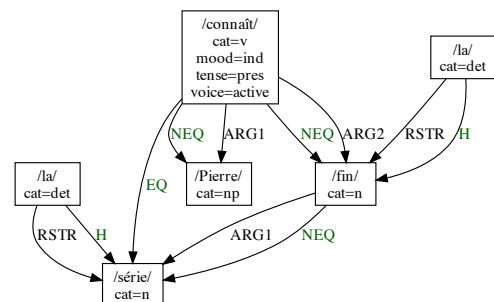 /connaît/
cat=v
mood=ind
tense=pres
voice=active
/la/
cat=det
NEQ
ARG1
NEQ
ARG2
RSTR
H
/la/
cat=det
EQ
/Pierre/
cat=np
/fin/
cat=n
RSTR
H
ARG1
NEQ
/série/
cat=n